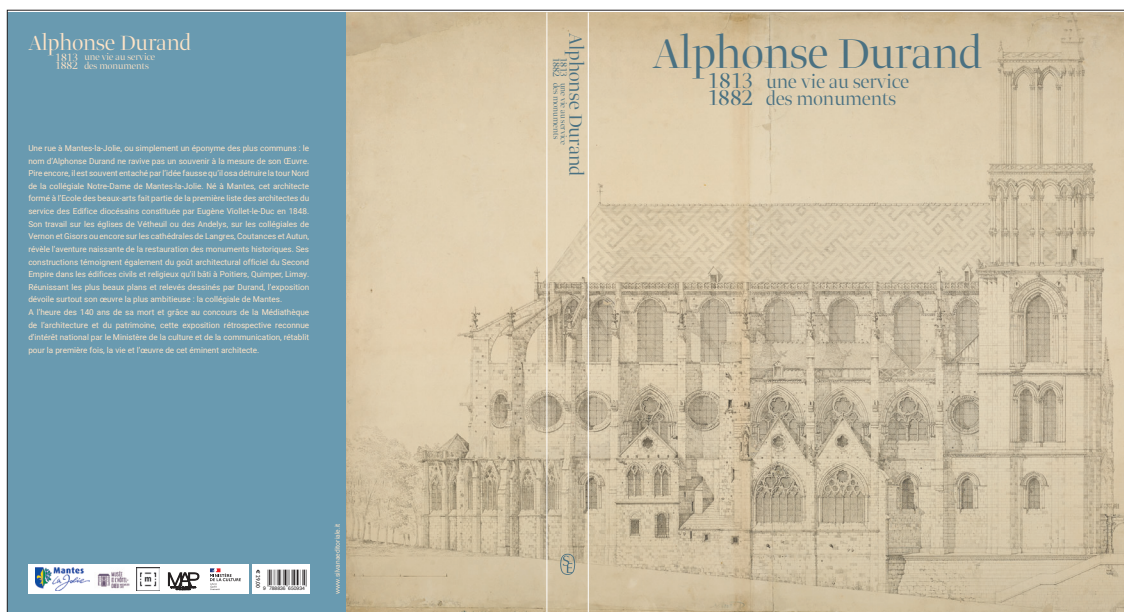 Alphonse Durand
1813 une vie au service
1882 des monuments
Une rue à Mantes-la-Jolie, ou simplement un éponyme des plus communs : le
nom d'Alphonse Durand ne ravive pas un souvenir à la mesure de son Œuvre.
Pire encore, il est souvent entaché par l'idée fausse qu'il osa détruire la tour Nord
de la collégiale Notre-Dame de Mantes-la-Jolie. Né à Mantes, cet architecte
formé à l'Ecole des beaux-arts fait partie de la première liste des architectes du
service des Edifice diocésains constituée par Eugène Viollet-le-Duc en 1848.
Son travail sur les églises de Vétheuil ou des Andelys, sur les collégiales de
Vernon et Gisors ou encore sur les cathédrales de Langres, Coutances et Autun,
révèle l'aventure naissante de la restauration des monuments historiques. Ses
constructions témoignent également du goût architectural officiel du Second
Empire dans les édifices civils et religieux qu'il bâti à Poitiers, Quimper, Limay.
Réunissant les plus beaux plans et relevés dessinés par Durand, l'exposition
dévoile surtout son œuvre la plus ambitieuse : la collégiale de Mantes.
A l'heure des 140 ans de sa mort et grâce au concours de la Médiathèque
de l'architecture et du patrimoine, cette exposition rétrospective reconnue
d'intérêt national par le Ministère de la culture et de la communication, rétablit
pour la première fois, la vie et l'œuvre de cet éminent architecte.
Mantes
la Jolie
MUSÉE
[m]
MAP
MINISTÈRE
DE LA CULTURE
€ 29,00
9 788836 652934
www.silvanaeditoriale.it
Alphonse Durand
1813 une vie au service
1882 des monuments
Alphonse Durand
1813 une vie au service
1882 des monuments